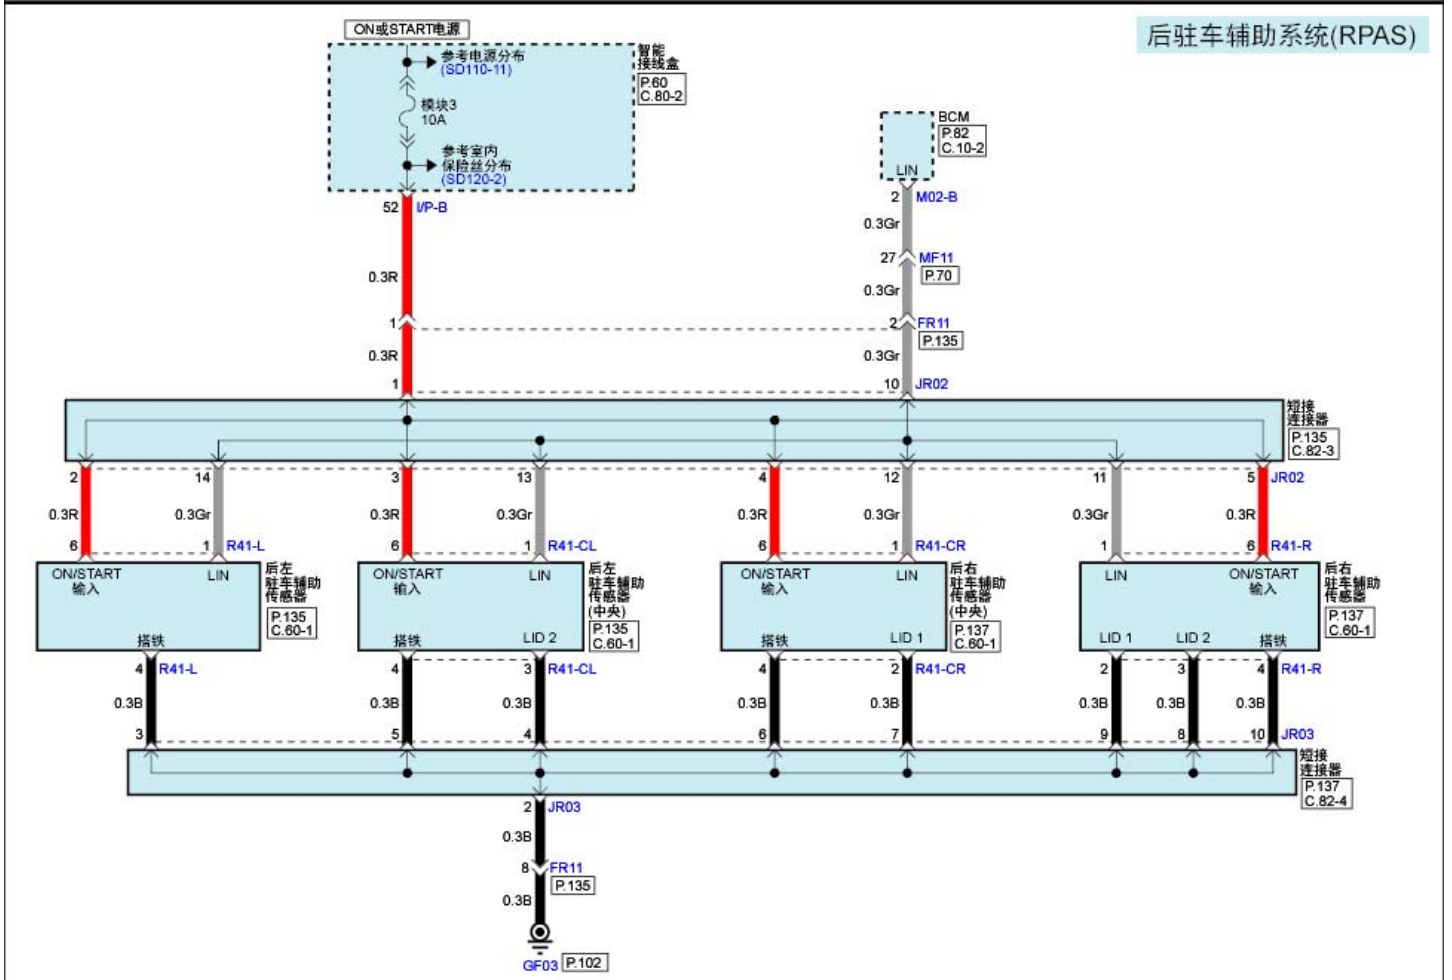 后驻车辅助系统(RPAS)
ON或START电源
参考电源分布
(SD110-11)
模块3
10A
参考室内
保险丝分布
(SD120-2)
智能
接线盒
P.60
C.80-2
BCM
P.82
C.10-2
LIN
52 I/P-B
2 M02-B
0.3Gr
27 MF11
P.70
0.3R
0.3Gr
1
2 FR11
P.135
0.3R
0.3Gr
1
10 JR02
短接
连接器
P.135
C.82-3
2 14 3 13 4 12 11 5 JR02
0.3R 0.3Gr 0.3R 0.3Gr 0.3R 0.3Gr 0.3Gr 0.3R
6 1 R41-L 6 1 R41-CL 6 1 R41-CR 1 6 R41-R
ON/START
输入
LIN
搭铁
后左
驻车辅助
传感器
P.135
C.60-1
ON/START
输入
LIN
搭铁
LID 2
后左
驻车辅助
传感器
(中央)
P.135
C.60-1
ON/START
输入
LIN
搭铁
LID 1
后右
驻车辅助
传感器
(中央)
P.137
C.60-1
LIN
ON/START
输入
LID 1
LID 2
搭铁
后右
驻车辅助
传感器
P.137
C.60-1
4 R41-L 4 3 R41-CL 4 2 R41-CR 2 3 4 R41-R
0.3B 0.3B 0.3B 0.3B 0.3B 0.3B 0.3B 0.3B
3 5 4 6 7 9 8 10 JR03
短接
连接器
P.137
C.82-4
2 JR03
0.3B
8 FR11
P.135
0.3B
GF03 P.102